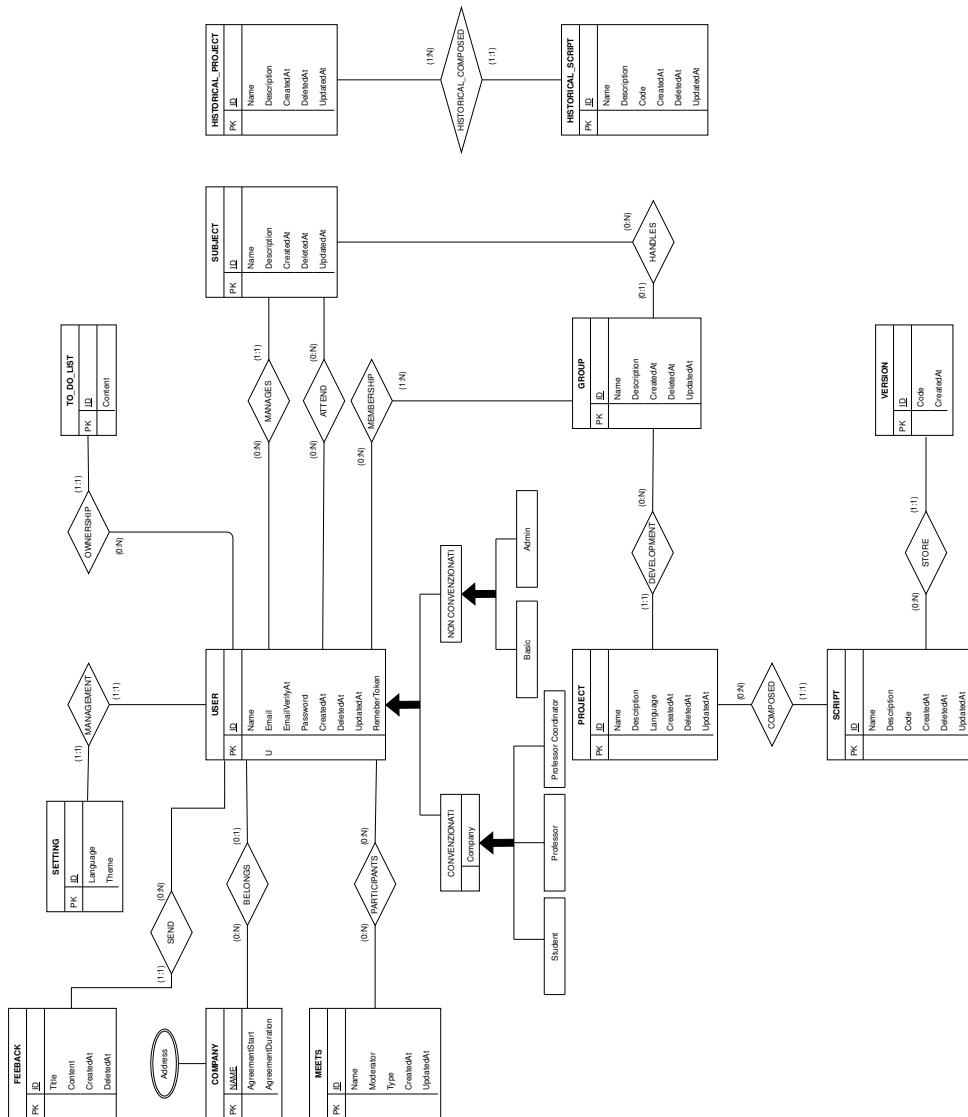 HISTORICAL_PROJECT
PK ID
Name
Description
CreatedAt
DeletedAt
UpdatedAt
(1:N)
HISTORICAL_COMPOSED
(1:1)
HISTORICAL_SCRIPT
PK ID
Name
Description
Code
CreatedAt
DeletedAt
UpdatedAt
SUBJECT
PK ID
Name
Description
CreatedAt
DeletedAt
UpdatedAt
(0:N)
HANDLES
(0:1)
TO_DO_LIST
PK ID
Content
(1:1)
OWNERSHIP
(0:N)
(1:1)
MANAGES
(0:N)
(0:N)
ATTEND
(0:N)
MEMBERSHIP
(1:N)
(0:N)
GROUP
PK ID
Name
Description
CreatedAt
DeletedAt
UpdatedAt
VERSION
PK ID
Code
CreatedAt
(0:N)
DEVELOPMENT
(1:1)
(1:1)
STORE
(0:N)
MANAGEMENT
(1:1)
(1:1)
USER
PK ID
Name
U Email
EmailVerifyAt
Password
CreatedAt
DeletedAt
UpdatedAt
RemeberToken
NON CONVENZIONATI
Admin
Basic
PROJECT
PK ID
Name
Description
Language
CreatedAt
DeletedAt
UpdatedAt
(0:N)
COMPOSED
(1:1)
SCRIPT
PK ID
Name
Description
Code
CreatedAt
DeletedAt
UpdatedAt
SETTING
PK ID
Language
Theme
(0:N)
SEND
(1:1)
(0:1)
BELONGS
(0:N)
(0:N)
PARTICIPANTS
(0:N)
CONVENZIONATI
Company
Professor Coordinator
Professor
Student
FEEBACK
PK ID
Title
Content
CreatedAt
DeletedAt
Address
COMPANY
PK NAME
AgreementStart
AgreementDuration
MEETS
PK ID
Name
Moderator
Type
CreatedAt
UpdatedAt